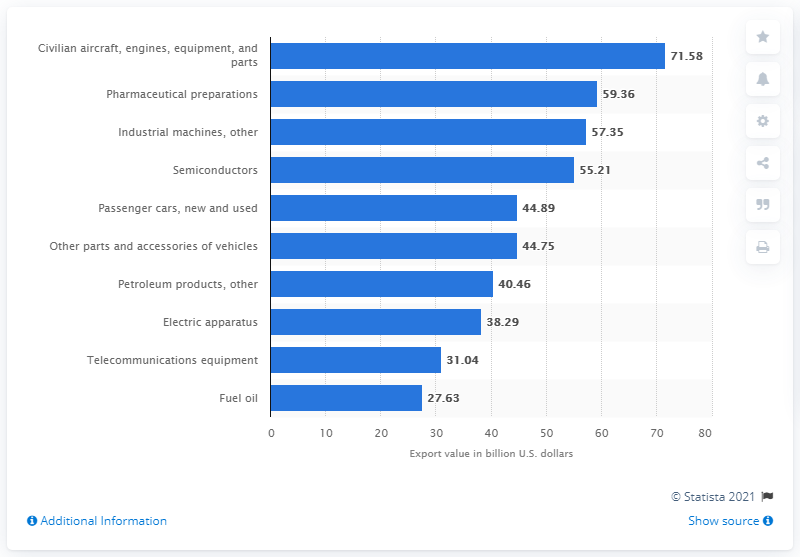 Civilian aircraft, engines, equipment, and
parts
71.58
Pharmaceutical preparations
59.36
Industrial machines, other
57.35
Semiconductors
55.21
Passenger cars, new and used
44.89
Other parts and accessories of vehicles
44.75
Petroleum products, other
40.46
Electric apparatus
38.29
Telecommunications equipment
31.04
Fuel oil
27.63
0 10 20 30 40 50 60 70 80
Export value in billion U.S. dollars
© Statista 2021
Additional Information
Show source